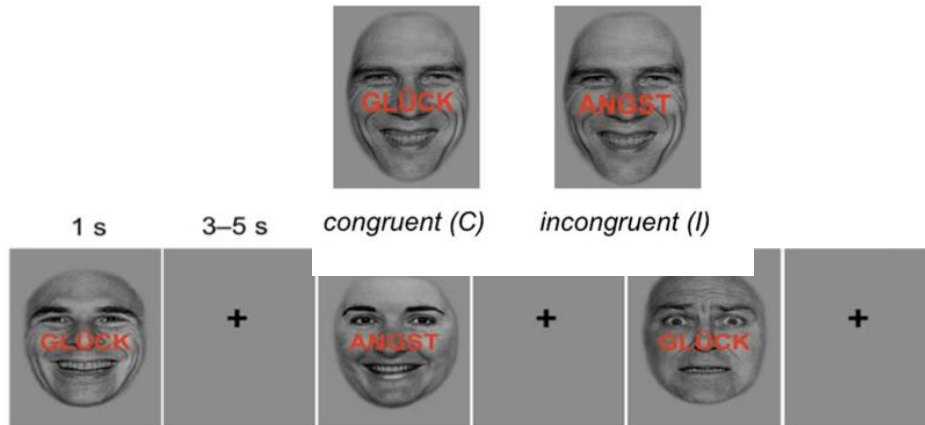 GLÜCK ANGST
congruent (C) incongruent (I)
1 s 3–5 s
GLÜCK + ANGST + GLÜCK +